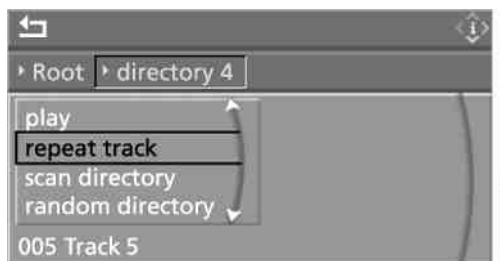 Root directory 4
play
repeat track
scan directory
random directory
005 Track 5